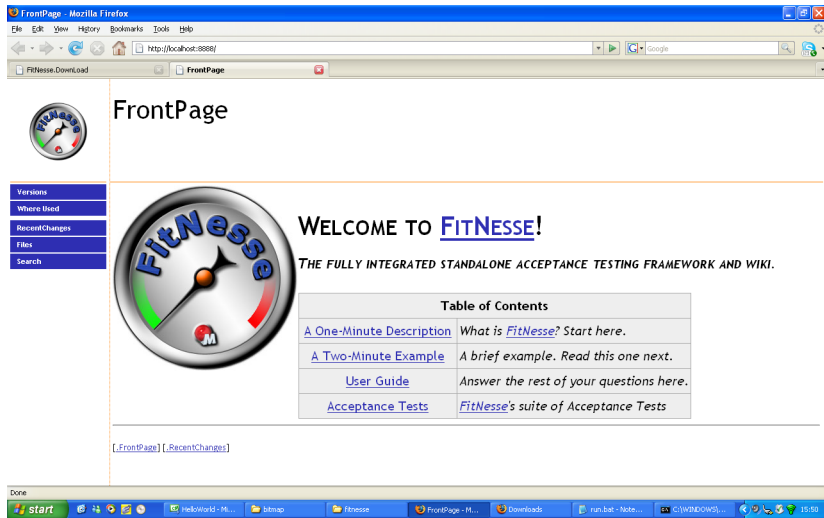 FrontPage - Mozilla Firefox
File Edit View History Bookmarks Tools Help
http://localhost:8888/
Google
FitNesse.DownLoad
FrontPage
FitNesse
FrontPage
Versions
Where Used
RecentChanges
Files
Search
FitNesse
WELCOME TO FITNESSE!
THE FULLY INTEGRATED STANDALONE ACCEPTANCE TESTING FRAMEWORK AND WIKI.
Table of Contents
A One-Minute Description What is FitNesse? Start here.
A Two-Minute Example A brief example. Read this one next.
User Guide Answer the rest of your questions here.
Acceptance Tests FitNesse's suite of Acceptance Tests
[.FrontPage] [.RecentChanges]
Done
start HelloWorld - Mi... bitmap fitnesse FrontPage - M... Downloads run.bat - Note... C:\WINDOWS\... 15:50